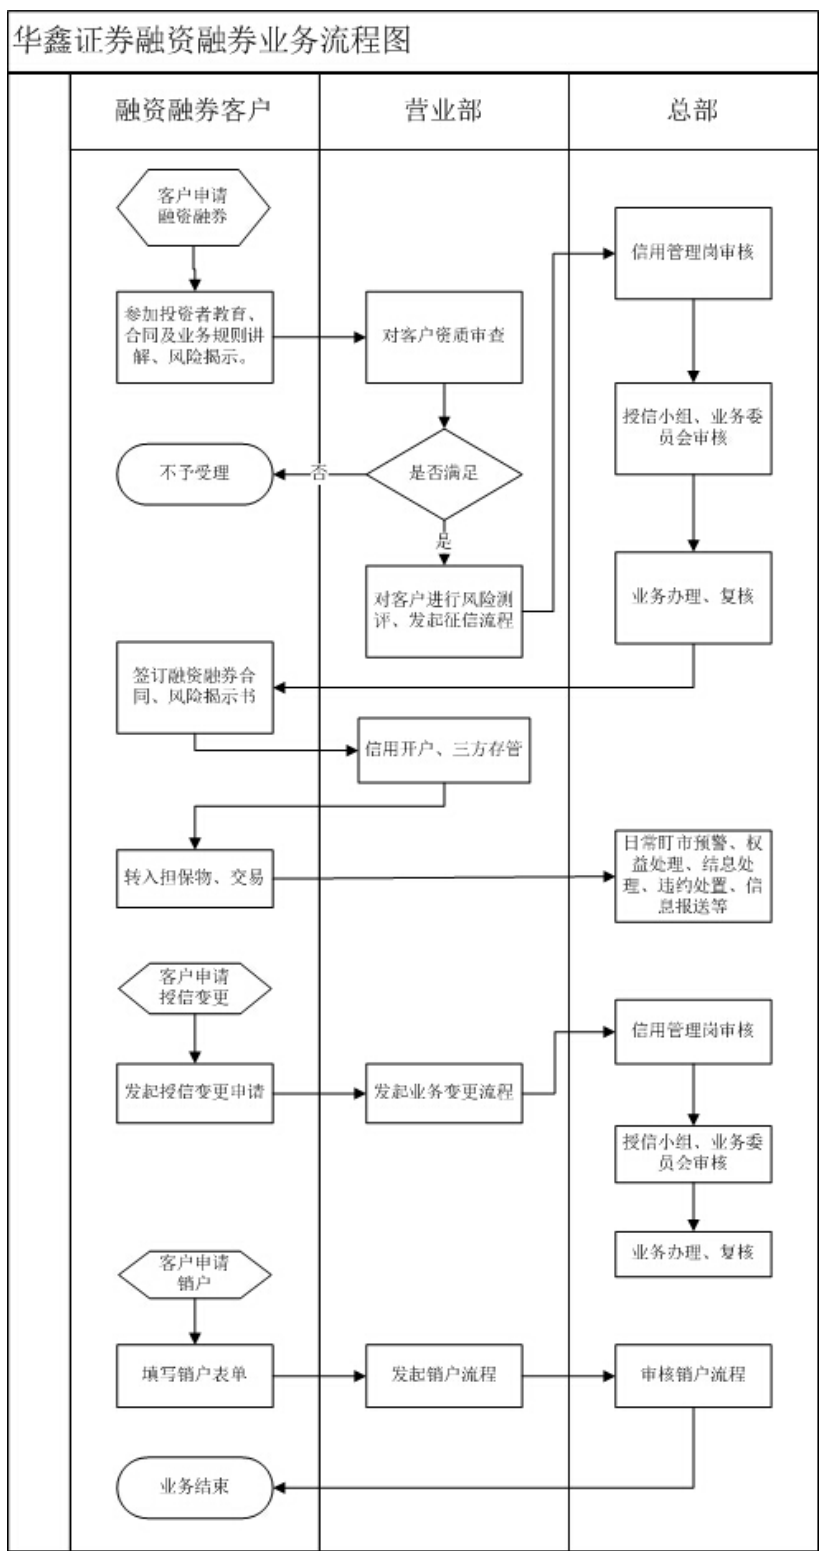 华鑫证券融资融券业务流程图
融资融券客户
营业部
总部
客户申请
融资融券
信用管理岗审核
参加投资者教育、
合同及业务规则讲
解、风险揭示。
对客户资质审查
授信小组、业务委
员会审核
不予受理
否
是否满足
是
对客户进行风险测
评、发起征信流程
业务办理、复核
签订融资融券合
同、风险揭示书
信用开户、三方存管
转入担保物、交易
日常盯市预警、权
益处理、结息处
理、违约处置、信
息报送等
客户申请
授信变更
信用管理岗审核
发起授信变更申请
发起业务变更流程
授信小组、业务委
员会审核
业务办理、复核
客户申请
销户
填写销户表单
发起销户流程
审核销户流程
业务结束